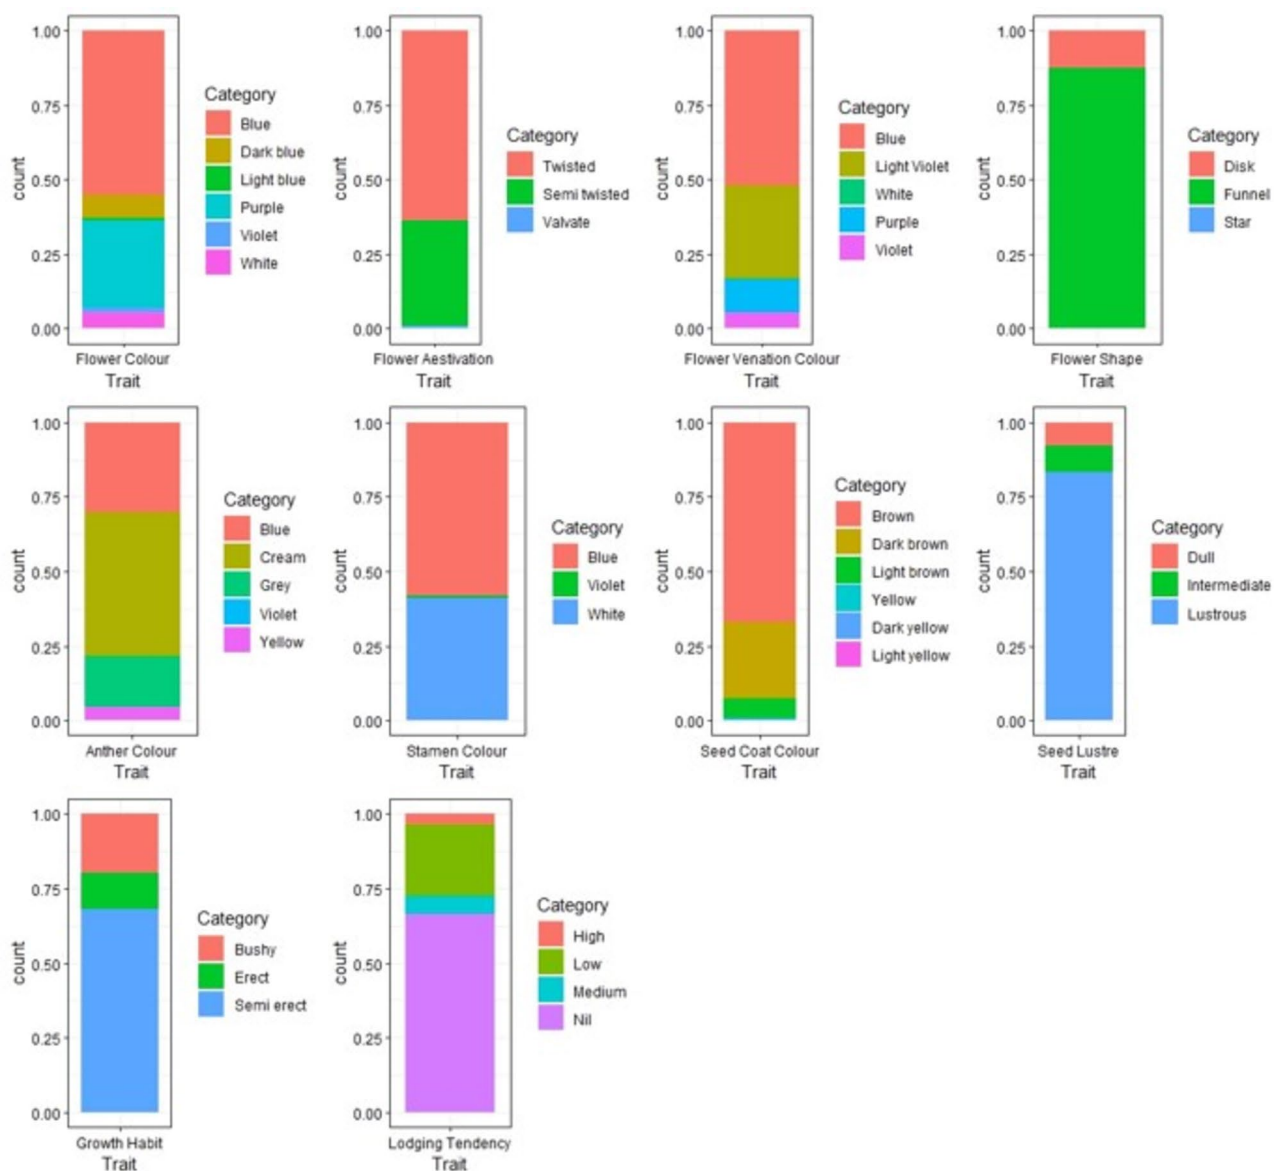 1.00
0.75
0.50
0.25
0.00
count
Flower Colour
Trait
Category
Blue
Dark blue
Light blue
Purple
Violet
White
1.00
0.75
0.50
0.25
0.00
count
Flower Aestivation
Trait
Category
Twisted
Semi twisted
Valvate
1.00
0.75
0.50
0.25
0.00
count
Flower Venation Colour
Trait
Category
Blue
Light Violet
White
Purple
Violet
1.00
0.75
0.50
0.25
0.00
count
Flower Shape
Trait
Category
Disk
Funnel
Star
1.00
0.75
0.50
0.25
0.00
count
Anther Colour
Trait
Category
Blue
Cream
Grey
Violet
Yellow
1.00
0.75
0.50
0.25
0.00
count
Stamen Colour
Trait
Category
Blue
Violet
White
1.00
0.75
0.50
0.25
0.00
count
Seed Coat Colour
Trait
Category
Brown
Dark brown
Light brown
Yellow
Dark yellow
Light yellow
1.00
0.75
0.50
0.25
0.00
count
Seed Lustre
Trait
Category
Dull
Intermediate
Lustrous
1.00
0.75
0.50
0.25
0.00
count
Growth Habit
Trait
Category
Bushy
Erect
Semi erect
1.00
0.75
0.50
0.25
0.00
count
Lodging Tendency
Trait
Category
High
Low
Medium
Nil